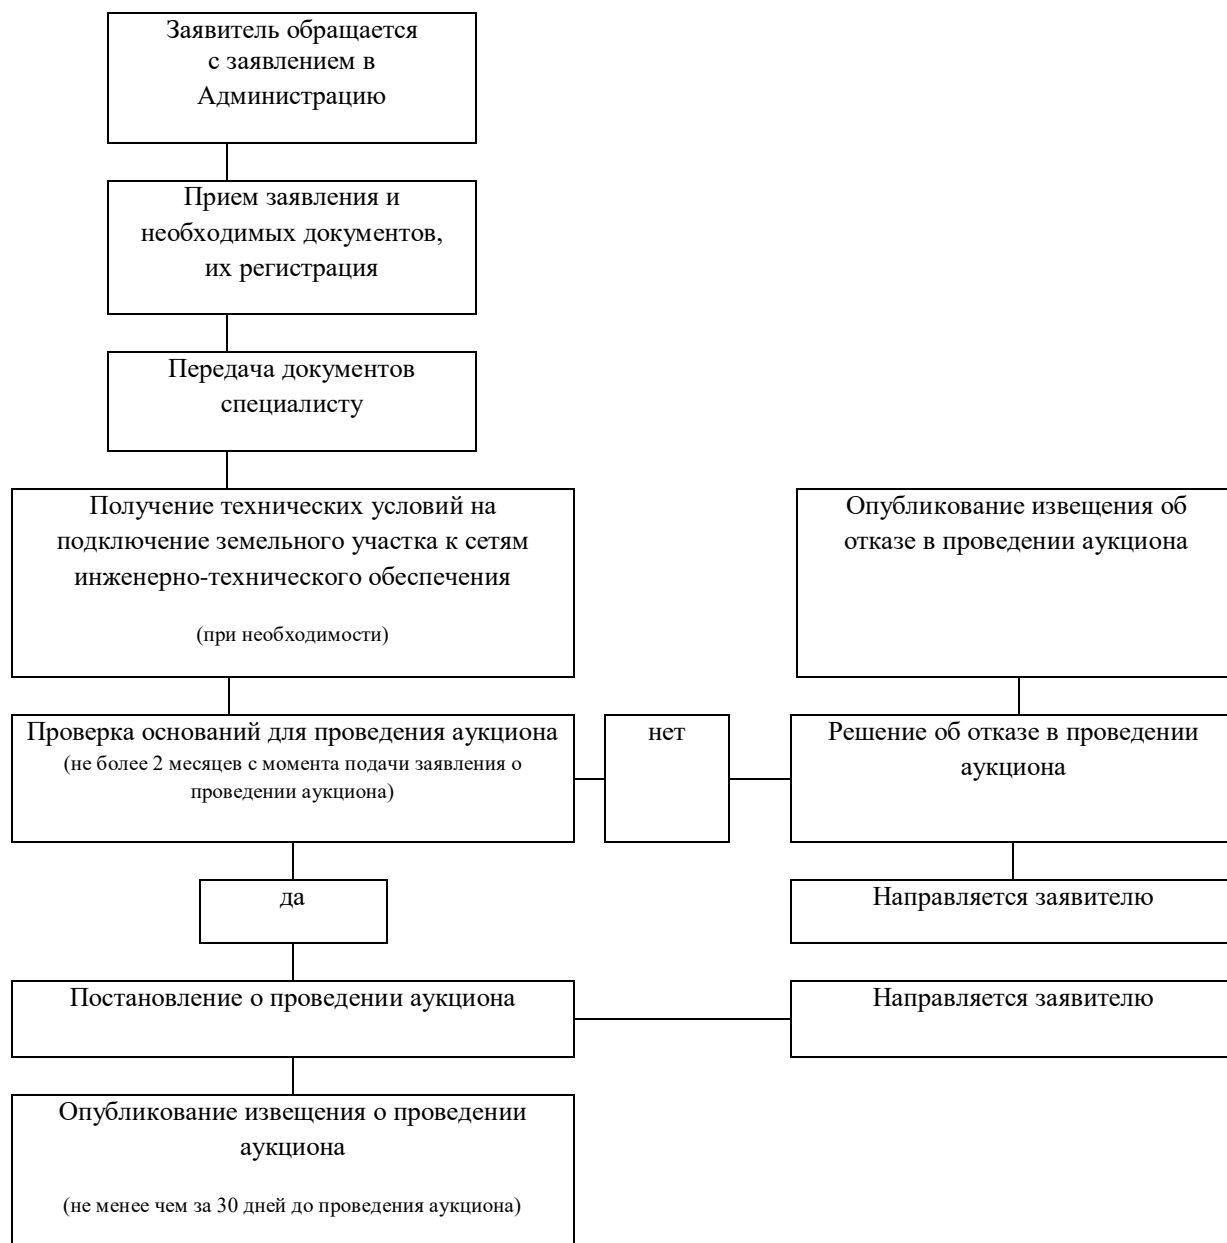 Заявитель обращается
с заявлением в
Администрацию
Прием заявления и
необходимых документов,
их регистрация
Передача документов
специалисту
Получение технических условий на
подключение земельного участка к сетям
инженерно-технического обеспечения
(при необходимости)
Опубликование извещения об
отказе в проведении аукциона
Проверка оснований для проведения аукциона
(не более 2 месяцев с момента подачи заявления о
проведении аукциона)
нет
Решение об отказе в проведении
аукциона
да
Направляется заявителю
Постановление о проведении аукциона
Направляется заявителю
Опубликование извещения о проведении
аукциона
(не менее чем за 30 дней до проведения аукциона)